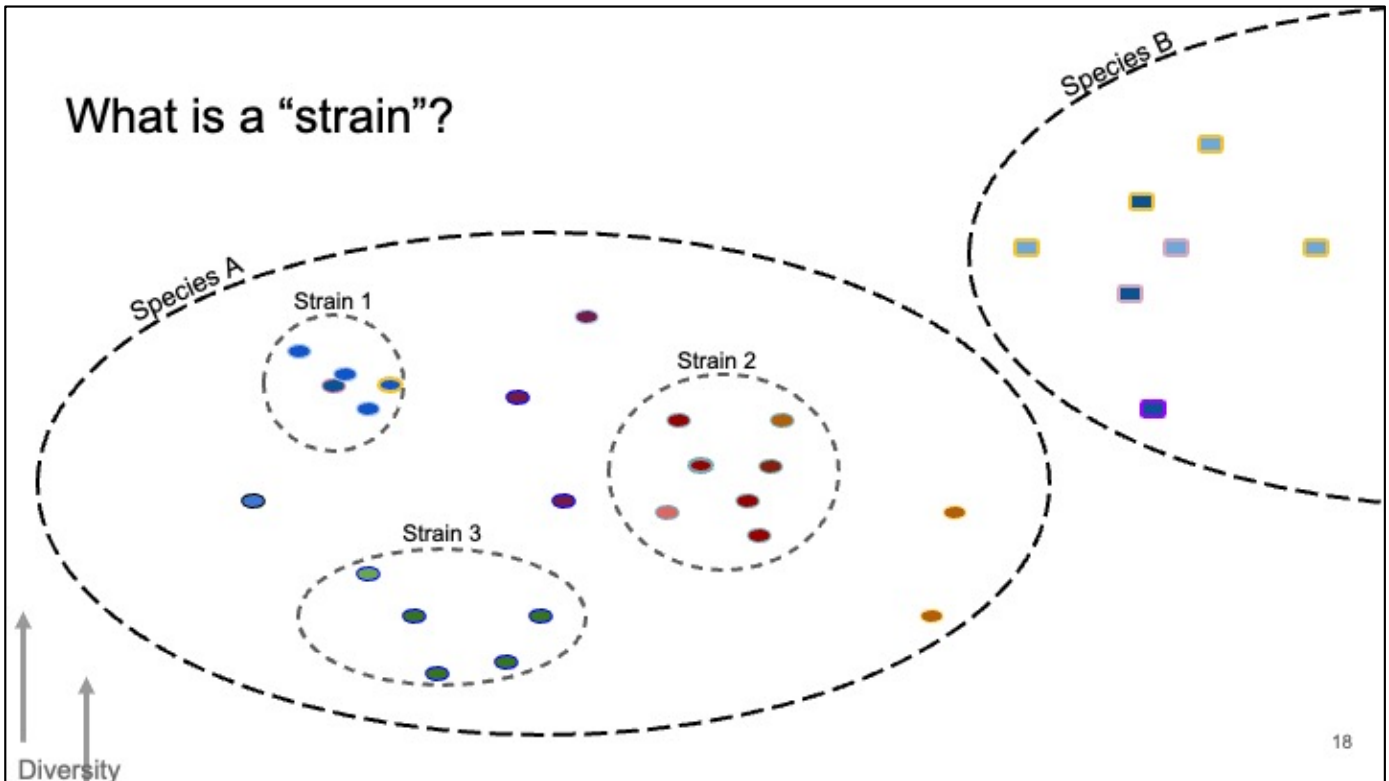 What is a “strain”?
Species B
Species A
Strain 1
Strain 2
Strain 3
Diversity
18